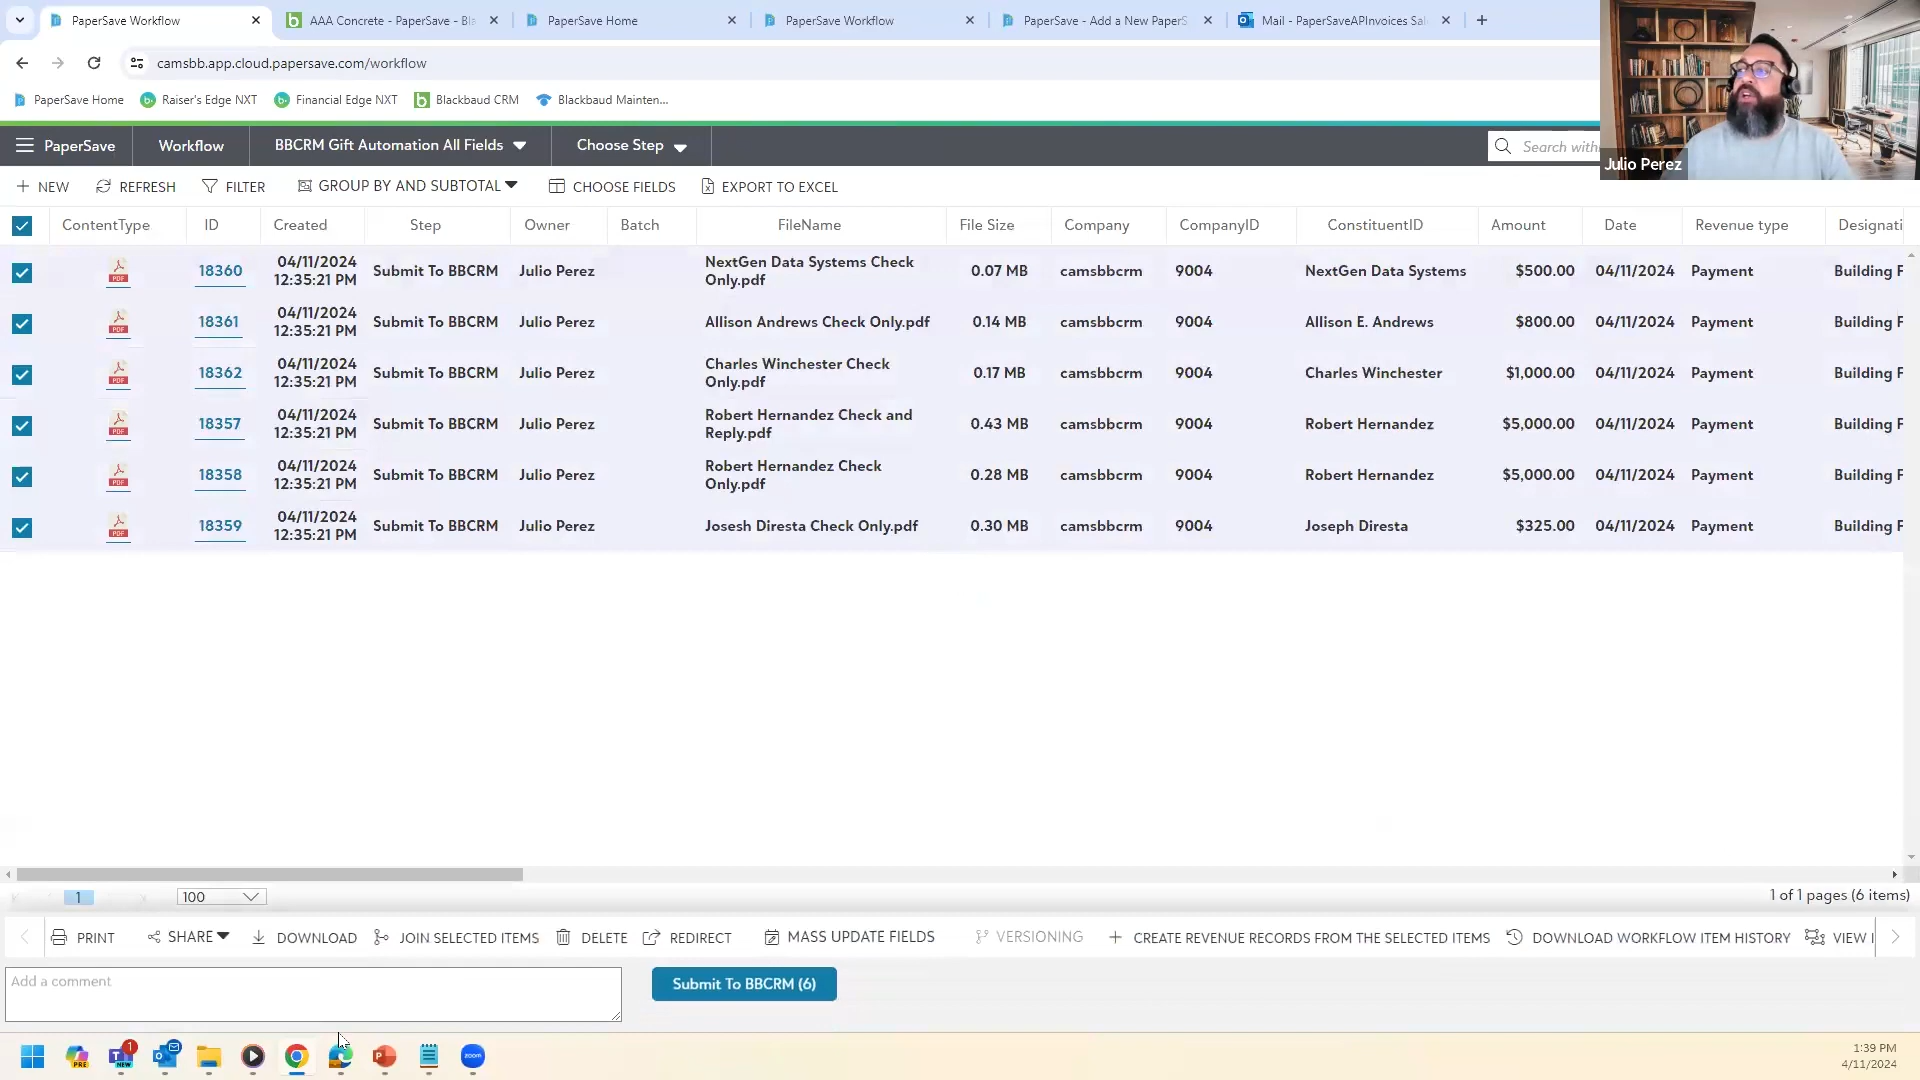 PaperSave Workflow
AAA Concrete - PaperSave - Bla
PaperSave Home
PaperSave Workflow
PaperSave - Add a New PaperS
Mail - PaperSaveAPInvoices Sal
camsbb.app.cloud.papersave.com/workflow
PaperSave Home
Raiser's Edge NXT
Financial Edge NXT
Blackbaud CRM
Blackbaud Mainten...
PaperSave
Workflow
BBCRM Gift Automation All Fields
Choose Step
Search with
Julio Perez
NEW
REFRESH
FILTER
GROUP BY AND SUBTOTAL
CHOOSE FIELDS
EXPORT TO EXCEL
ContentType ID Created Step Owner Batch FileName File Size Company CompanyID ConstituentID Amount Date Revenue type Designati
PDF 18360 04/11/2024 12:35:21 PM Submit To BBCRM Julio Perez NextGen Data Systems Check Only.pdf 0.07 MB camsbbcrm 9004 NextGen Data Systems $500.00 04/11/2024 Payment Building F
PDF 18361 04/11/2024 12:35:21 PM Submit To BBCRM Julio Perez Allison Andrews Check Only.pdf 0.14 MB camsbbcrm 9004 Allison E. Andrews $800.00 04/11/2024 Payment Building F
PDF 18362 04/11/2024 12:35:21 PM Submit To BBCRM Julio Perez Charles Winchester Check Only.pdf 0.17 MB camsbbcrm 9004 Charles Winchester $1,000.00 04/11/2024 Payment Building F
PDF 18357 04/11/2024 12:35:21 PM Submit To BBCRM Julio Perez Robert Hernandez Check and Reply.pdf 0.43 MB camsbbcrm 9004 Robert Hernandez $5,000.00 04/11/2024 Payment Building F
PDF 18358 04/11/2024 12:35:21 PM Submit To BBCRM Julio Perez Robert Hernandez Check Only.pdf 0.28 MB camsbbcrm 9004 Robert Hernandez $5,000.00 04/11/2024 Payment Building F
PDF 18359 04/11/2024 12:35:21 PM Submit To BBCRM Julio Perez Josesh Diresta Check Only.pdf 0.30 MB camsbbcrm 9004 Joseph Diresta $325.00 04/11/2024 Payment Building F
1
100
1 of 1 pages (6 items)
PRINT
SHARE
DOWNLOAD
JOIN SELECTED ITEMS
DELETE
REDIRECT
MASS UPDATE FIELDS
VERSIONING
CREATE REVENUE RECORDS FROM THE SELECTED ITEMS
DOWNLOAD WORKFLOW ITEM HISTORY
VIEW I
Add a comment
Submit To BBCRM (6)
PRE
1
NEW
zoom
1:39 PM
4/11/2024